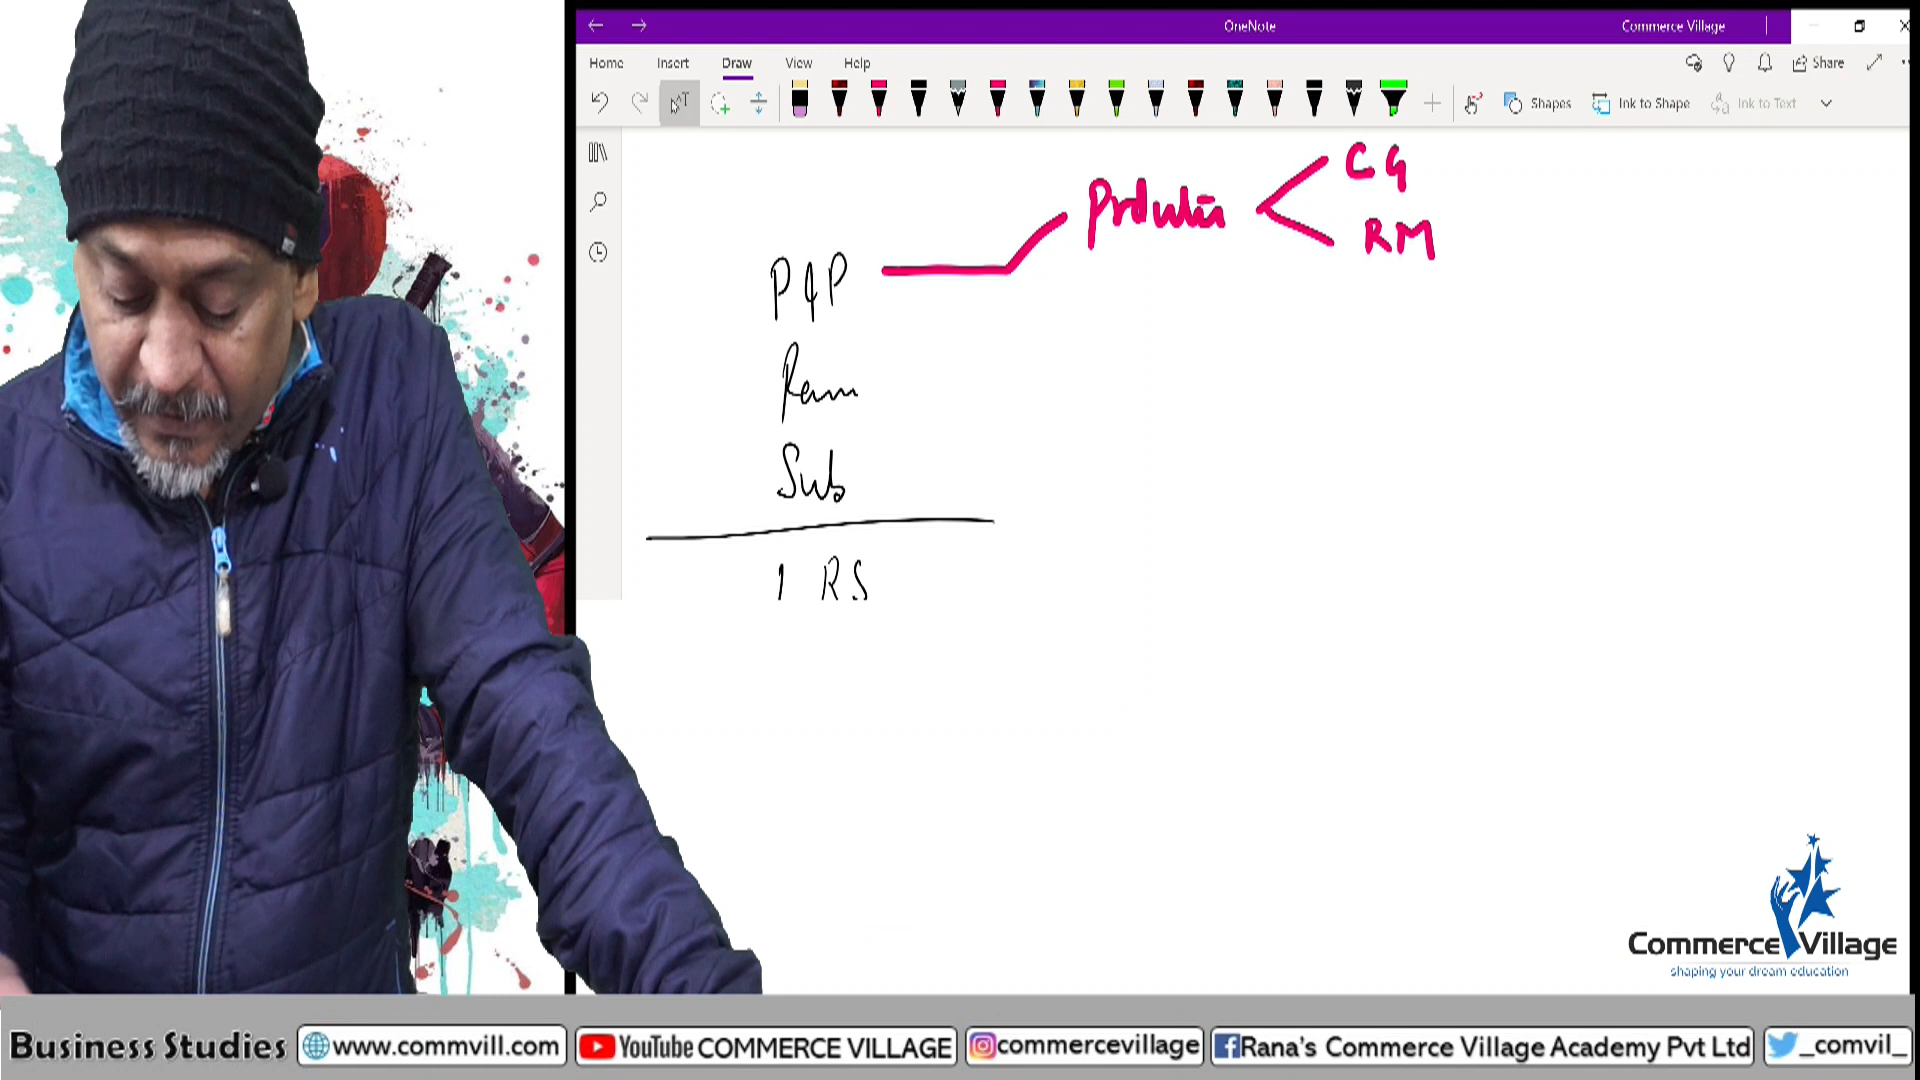 OneNote
Commerce Village
Home Insert Draw View Help
Share
Shapes Ink to Shape Ink to Text
CG
RM
P & P
Ram
Sub
1 RS
Commerce Village
shaping your dream education
Business Studies www.commvill.com YouTube COMMERCE VILLAGE commercevillage Rana's Commerce Village Academy Pvt Ltd _comvil_